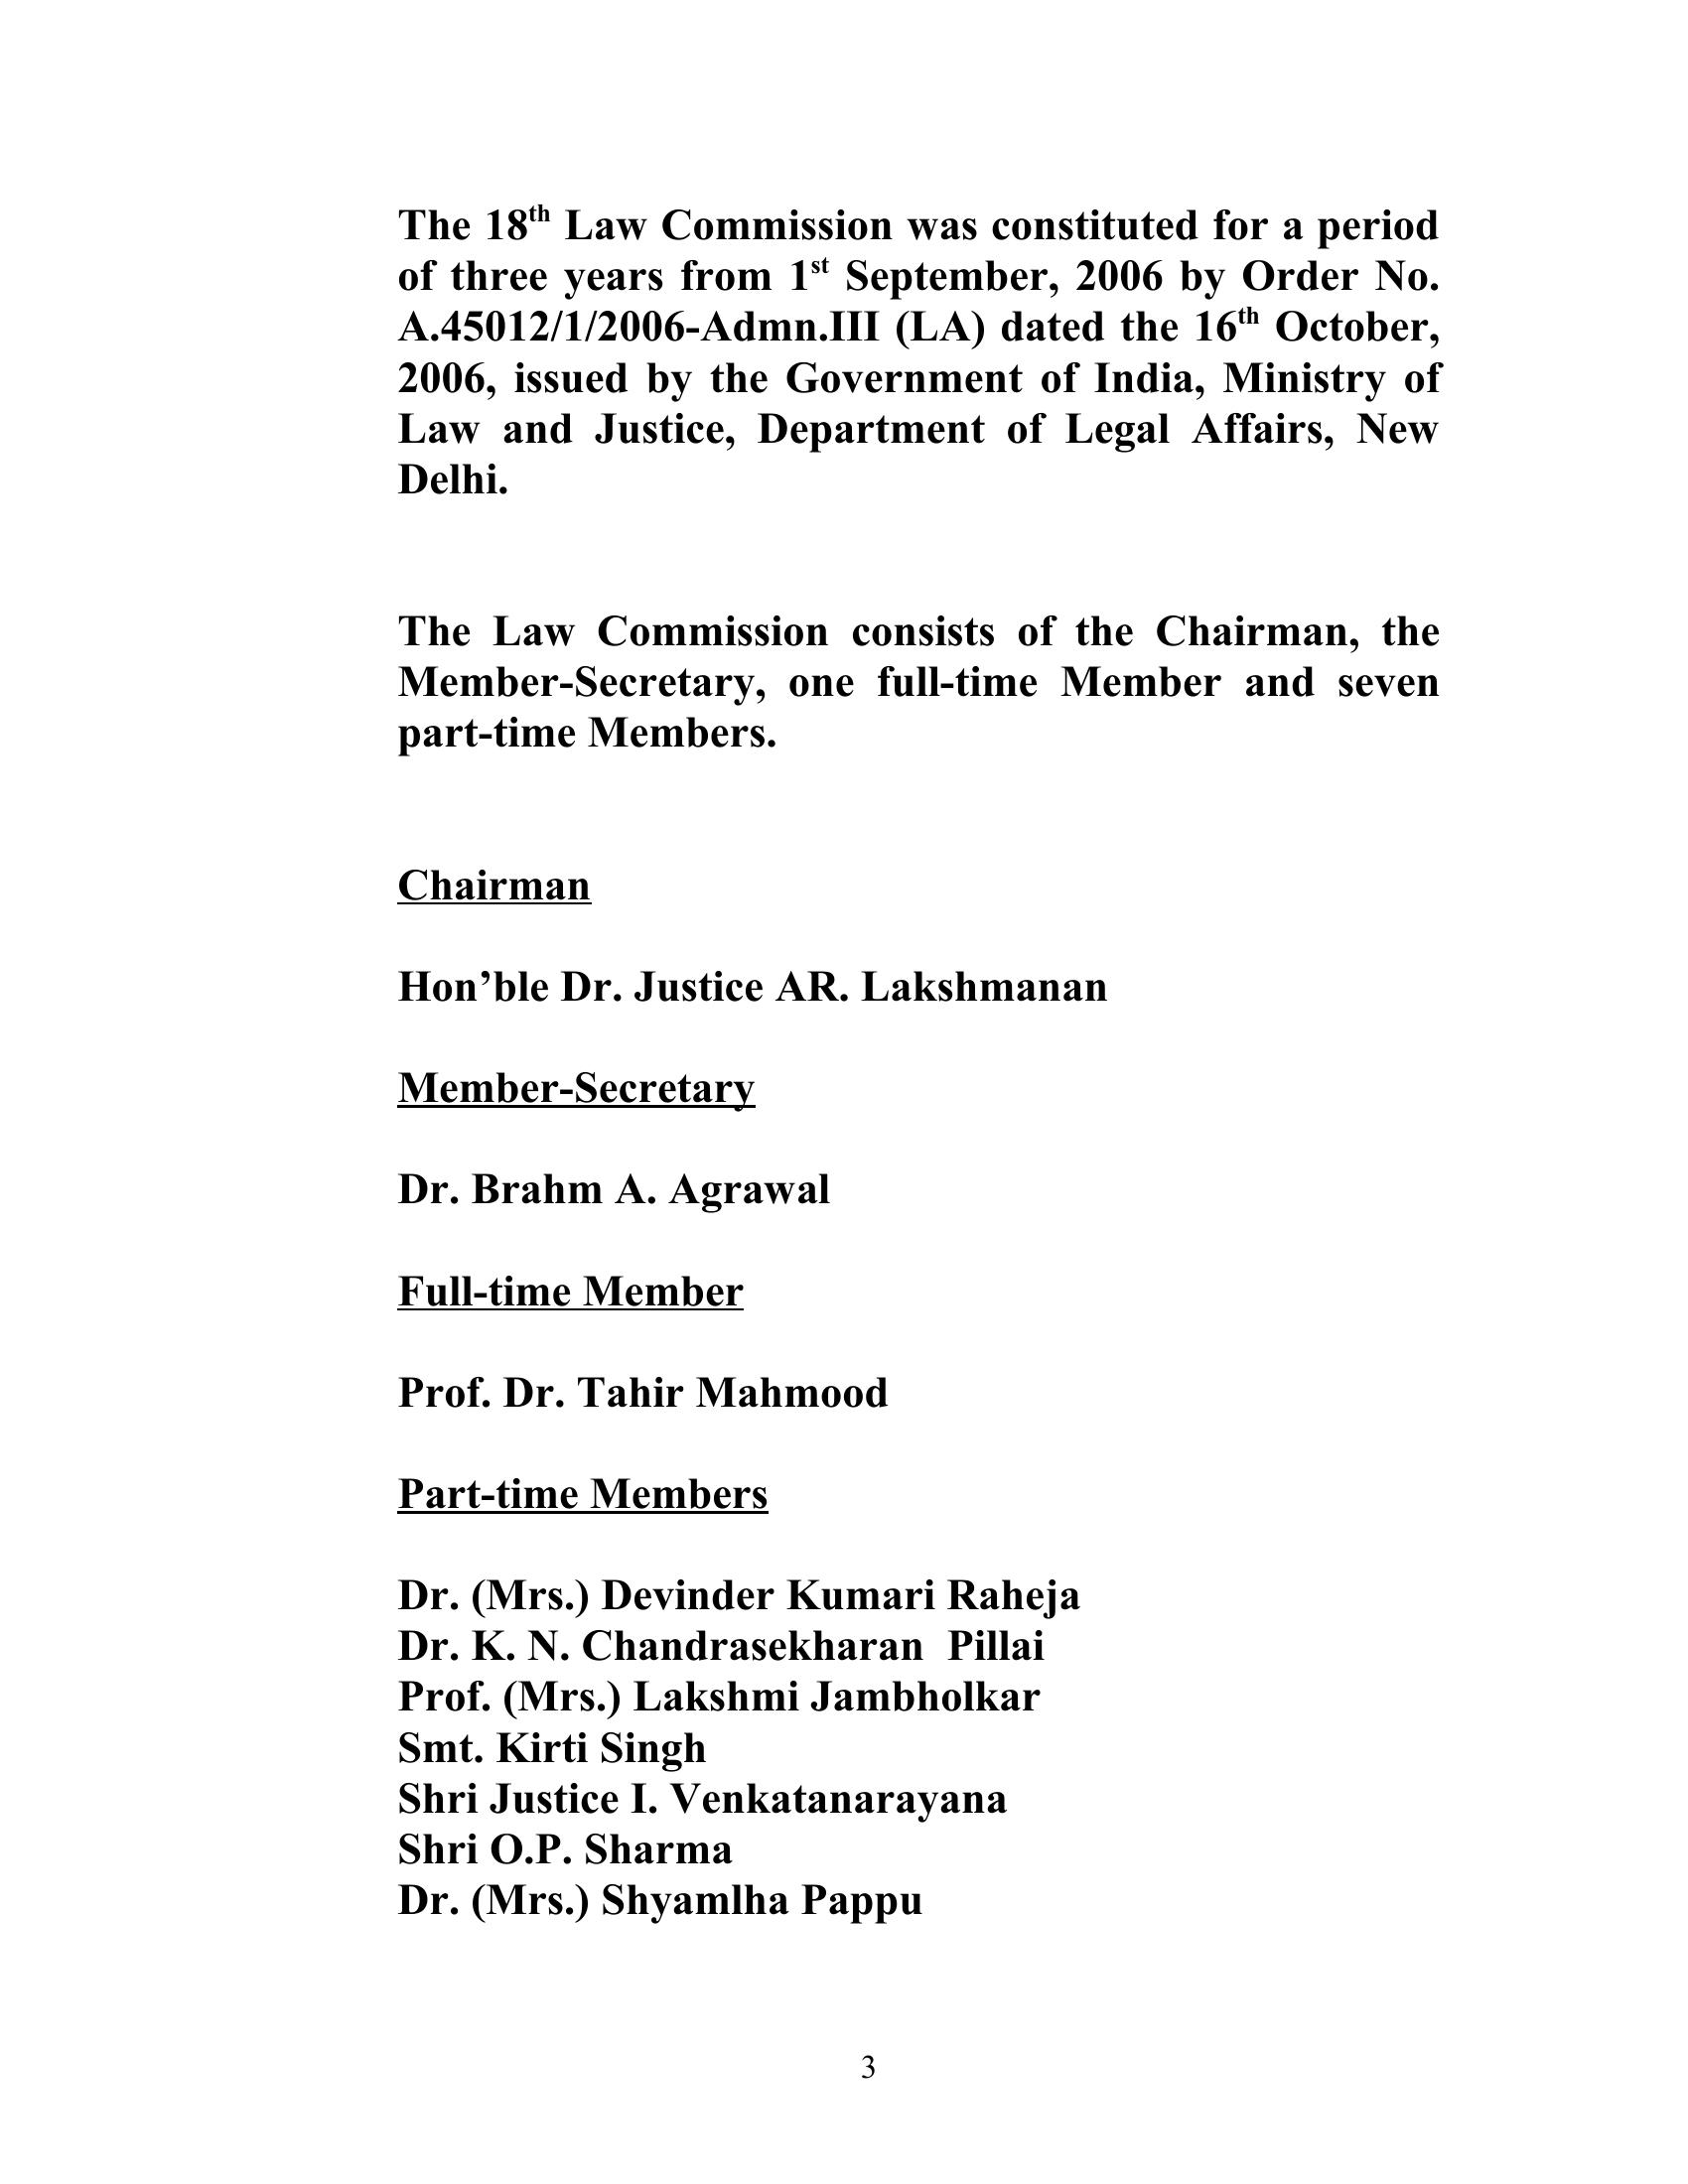 The 18th Law Commission was constituted for a period
of three years from 1st September, 2006 by Order No.
A.45012/1/2006-Admn.III (LA) dated the 16th October,
2006, issued by the Government of India, Ministry of
Law and Justice, Department of Legal Affairs, New
Delhi.
The Law Commission consists of the Chairman, the
Member-Secretary, one full-time Member and seven
part-time Members.
Chairman
Hon’ble Dr. Justice AR. Lakshmanan
Member-Secretary
Dr. Brahm A. Agrawal
Full-time Member
Prof. Dr. Tahir Mahmood
Part-time Members
Dr. (Mrs.) Devinder Kumari Raheja
Dr. K. N. Chandrasekharan  Pillai
Prof. (Mrs.) Lakshmi Jambholkar
Smt. Kirti Singh
Shri Justice I. Venkatanarayana
Shri O.P. Sharma
Dr. (Mrs.) Shyamlha Pappu
3